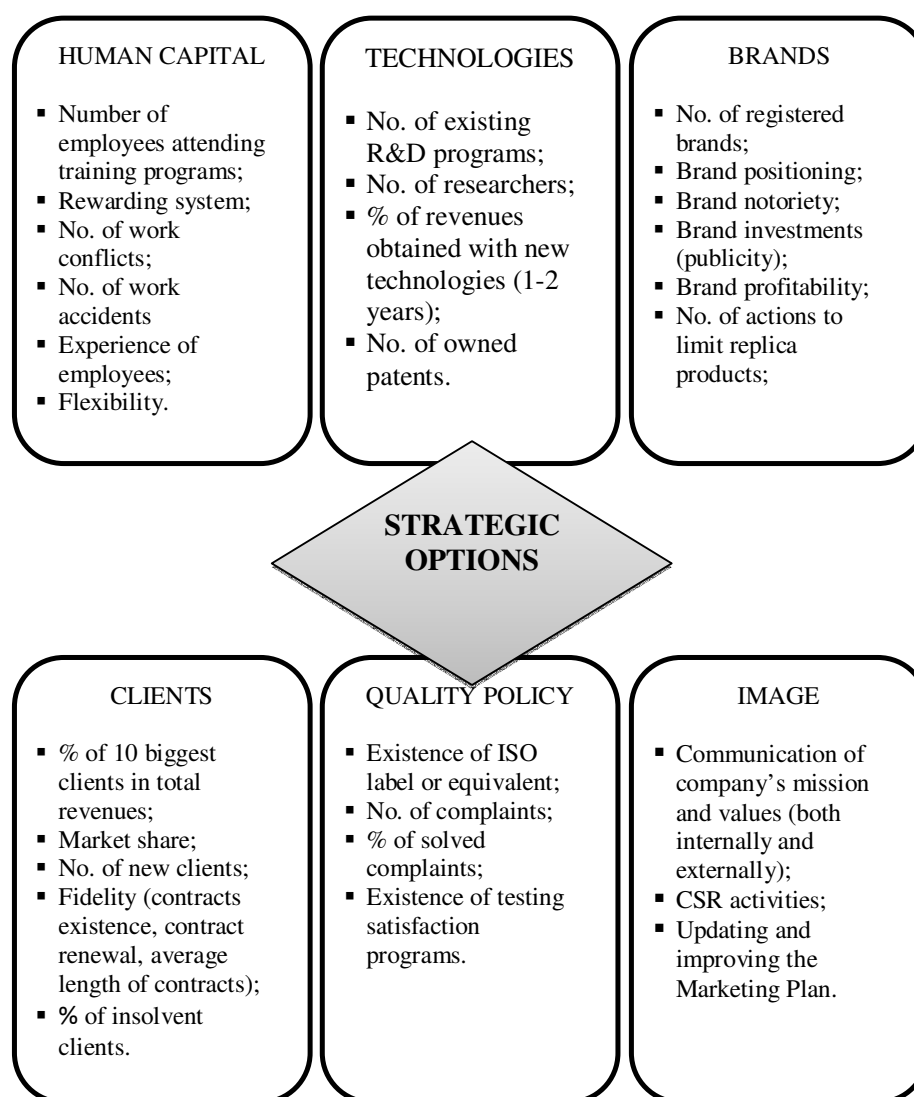 HUMAN CAPITAL
▪ Number of
employees attending
training programs;
▪ Rewarding system;
▪ No. of work
conflicts;
▪ No. of work
accidents
▪ Experience of
employees;
▪ Flexibility.
TECHNOLOGIES
▪ No. of existing
R&D programs;
▪ No. of researchers;
▪ % of revenues
obtained with new
technologies (1-2
years);
▪ No. of owned
patents.
BRANDS
▪ No. of registered
brands;
▪ Brand positioning;
▪ Brand notoriety;
▪ Brand investments
(publicity);
▪ Brand profitability;
▪ No. of actions to
limit replica
products;
STRATEGIC
OPTIONS
CLIENTS
▪ % of 10 biggest
clients in total
revenues;
▪ Market share;
▪ No. of new clients;
▪ Fidelity (contracts
existence, contract
renewal, average
length of contracts);
▪ % of insolvent
clients.
QUALITY POLICY
▪ Existence of ISO
label or equivalent;
▪ No. of complaints;
▪ % of solved
complaints;
▪ Existence of testing
satisfaction
programs.
IMAGE
▪ Communication of
company’s mission
and values (both
internally and
externally);
▪ CSR activities;
▪ Updating and
improving the
Marketing Plan.